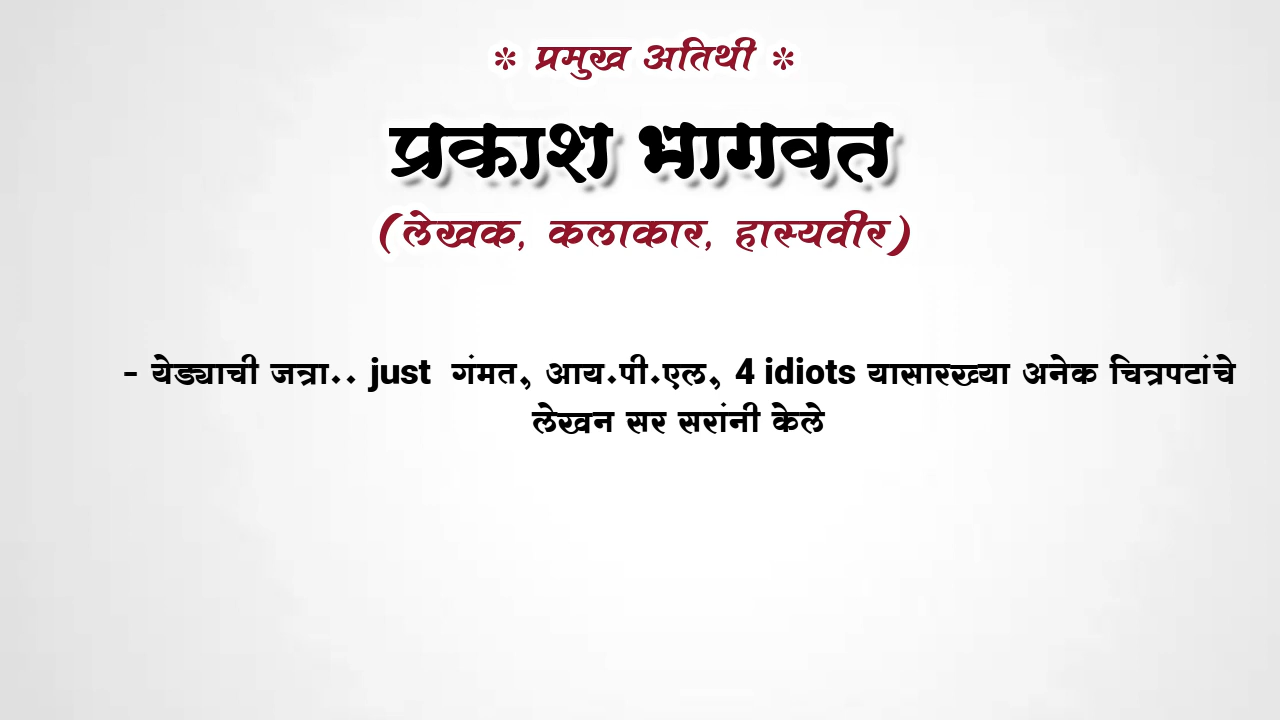 * प्रमुख अतिथी *
प्रकाश भागवत
(लेखक, कलाकार, हास्यवीर)
- येड्याची जत्रा.. just गंमत, आय.पी.एल, 4 idiots यासारख्या अनेक चित्रपटांचे
लेखन सर सरांनी केले